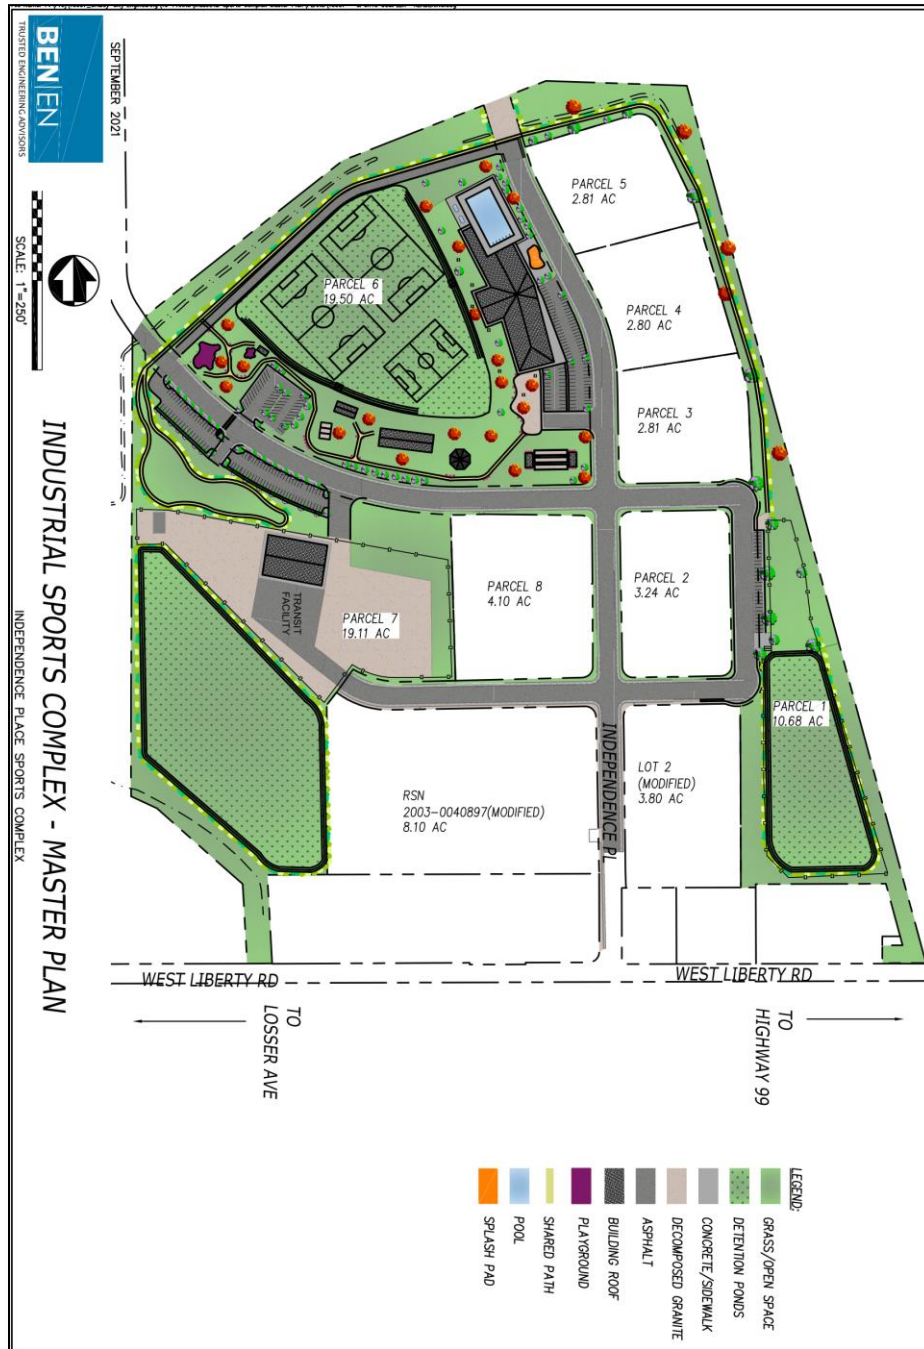 BEN|EN
TRUSTED ENGINEERING ADVISORS
SEPTEMBER 2021
SCALE: 1"=250'
INDUSTRIAL SPORTS COMPLEX - MASTER PLAN
INDEPENDENCE PLACE SPORTS COMPLEX
PARCEL 5
2.81 AC
PARCEL 4
2.80 AC
PARCEL 3
2.81 AC
PARCEL 6
19.50 AC
PARCEL 8
4.10 AC
PARCEL 2
3.24 AC
PARCEL 7
19.11 AC
TRANSIT
FACILITY
PARCEL 1
10.68 AC
RSN
2003-0040897(MODIFIED)
8.10 AC
LOT 2
(MODIFIED)
3.80 AC
INDEPENDENCE PL
WEST LIBERTY RD
WEST LIBERTY RD
TO
LOSSER AVE
TO
HIGHWAY 99
LEGEND:
GRASS/OPEN SPACE
DETENTION PONDS
CONCRETE/SIDEWALK
DECOMPOSED GRANITE
ASPHALT
BUILDING ROOF
PLAYGROUND
SHARED PATH
POOL
SPLASH PAD